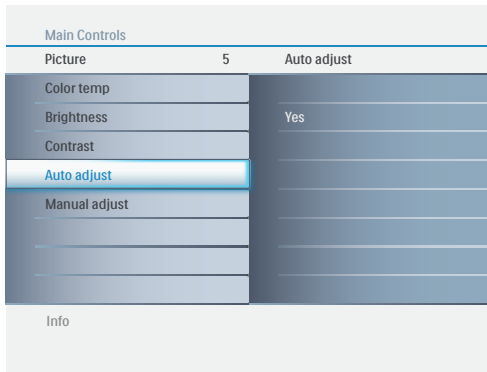 Main Controls
Picture 5 Auto adjust
Color temp
Brightness Yes
Contrast
Auto adjust
Manual adjust
Info